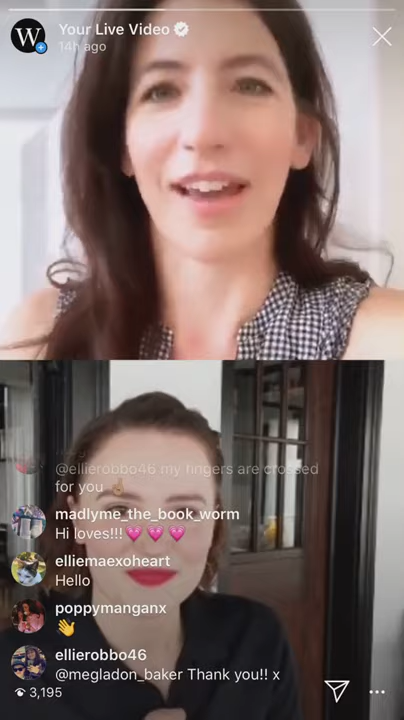 W
Your Live Video
14h ago
@ellierobbo46 my fingers are crossed
for you
madlyme_the_book_worm
Hi loves!!!
elliemaexoheart
Hello
poppymanganx
ellierobbo46
@megladon_baker Thank you!! x
3,195